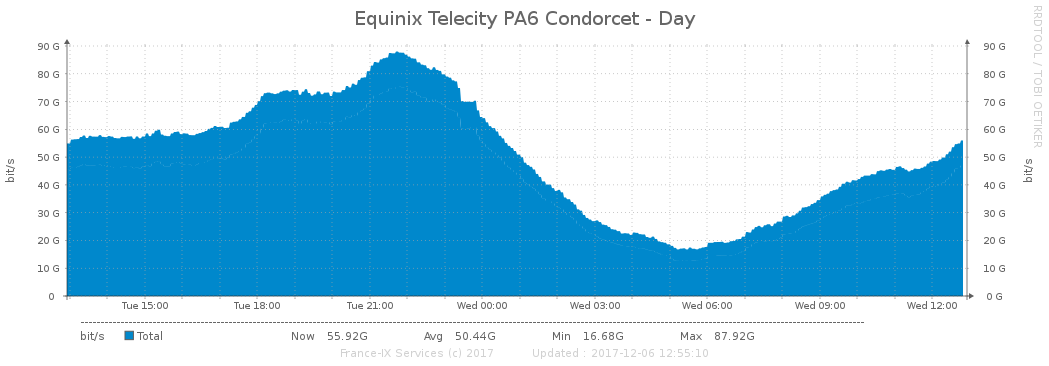 Equinix Telecity PA6 Condorcet - Day
RRDTOOL / TOBI OETIKER
90 G 90 G
80 G 80 G
70 G 70 G
60 G 60 G
50 G 50 G
40 G 40 G
30 G 30 G
20 G 20 G
10 G 10 G
0 0 G
bit/s bit/s
Tue 15:00 Tue 18:00 Tue 21:00 Wed 00:00 Wed 03:00 Wed 06:00 Wed 09:00 Wed 12:00
bit/s Total Now 55.92G Avg 50.44G Min 16.68G Max 87.92G
France-IX Services (c) 2017 Updated : 2017-12-06 12:55:10